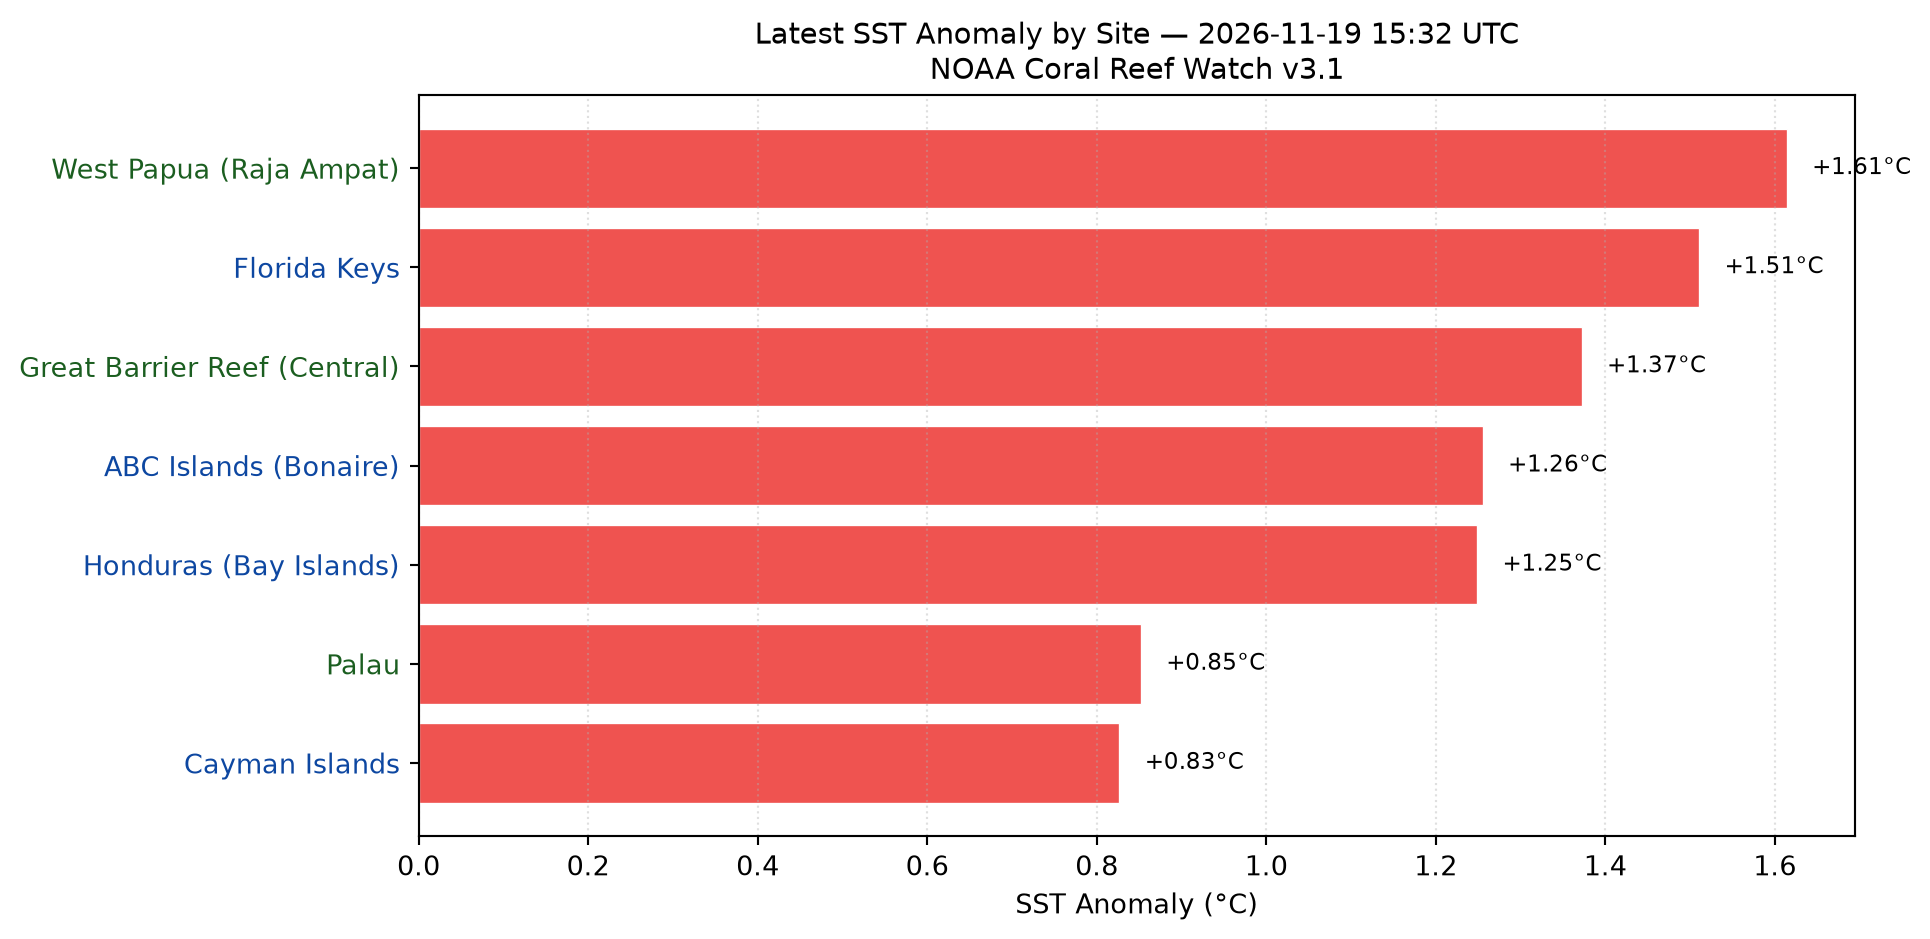 Latest SST Anomaly by Site — 2026-11-19 15:32 UTC
NOAA Coral Reef Watch v3.1
West Papua (Raja Ampat)
+1.61°C
Florida Keys
+1.51°C
Great Barrier Reef (Central)
+1.37°C
ABC Islands (Bonaire)
+1.26°C
Honduras (Bay Islands)
+1.25°C
Palau
+0.85°C
Cayman Islands
+0.83°C
0.0 0.2 0.4 0.6 0.8 1.0 1.2 1.4 1.6
SST Anomaly (°C)